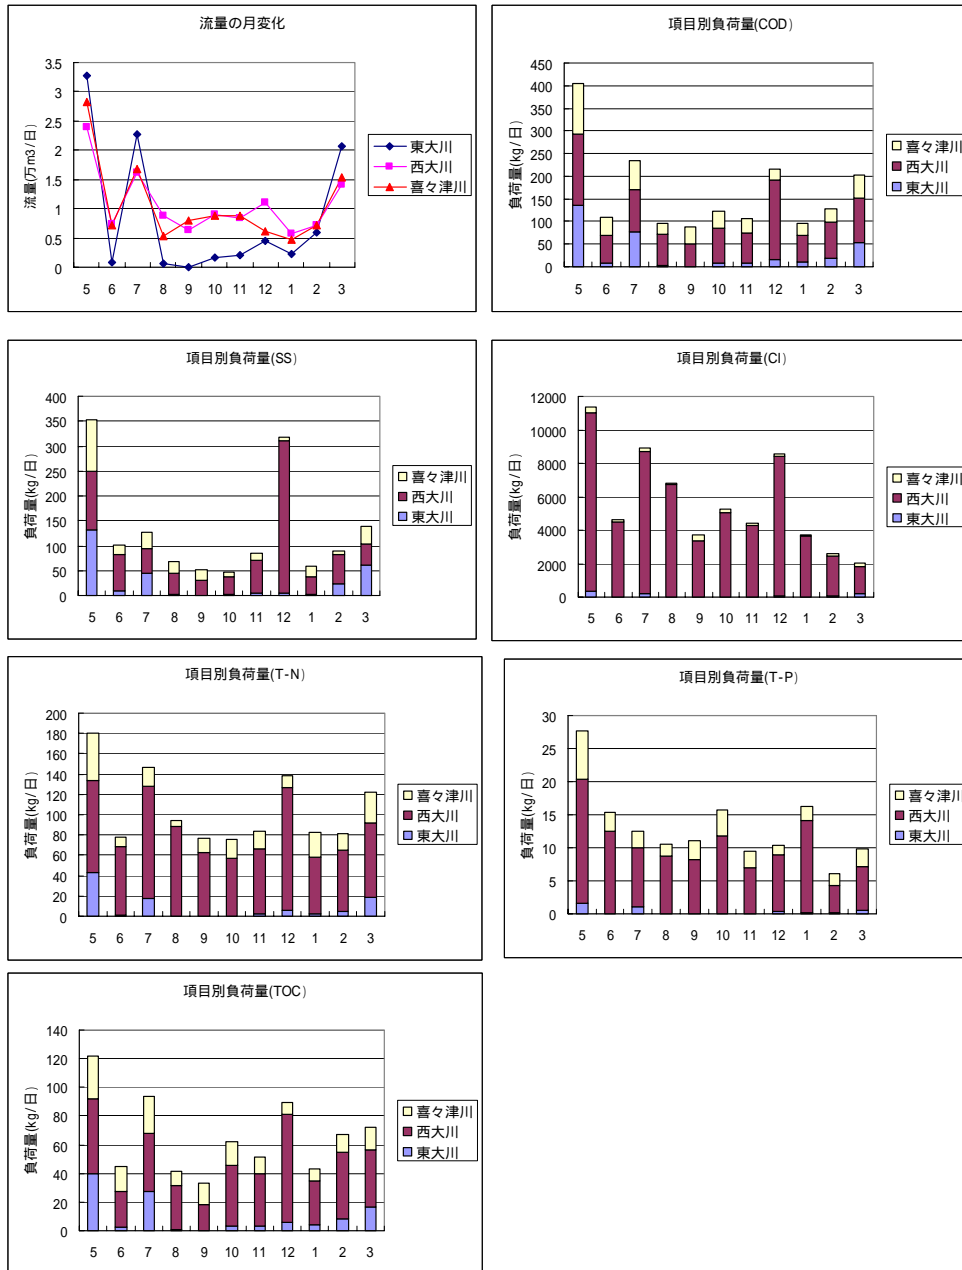 流量の月変化
流量(万m3/日)
3.5
3
2.5
2
1.5
1
0.5
0
5 6 7 8 9 10 11 12 1 2 3
東大川
西大川
喜々津川
項目別負荷量(COD)
負荷量(kg/日)
450
400
350
300
250
200
150
100
50
0
5 6 7 8 9 10 11 12 1 2 3
喜々津川
西大川
東大川
項目別負荷量(SS)
負荷量(kg/日)
400
350
300
250
200
150
100
50
0
5 6 7 8 9 10 11 12 1 2 3
喜々津川
西大川
東大川
項目別負荷量(Cl)
負荷量(kg/日)
12000
10000
8000
6000
4000
2000
0
5 6 7 8 9 10 11 12 1 2 3
喜々津川
西大川
東大川
項目別負荷量(T-N)
負荷量(kg/日)
200
180
160
140
120
100
80
60
40
20
0
5 6 7 8 9 10 11 12 1 2 3
喜々津川
西大川
東大川
項目別負荷量(T-P)
負荷量(kg/日)
30
25
20
15
10
5
0
5 6 7 8 9 10 11 12 1 2 3
喜々津川
西大川
東大川
項目別負荷量(TOC)
負荷量(kg/日)
140
120
100
80
60
40
20
0
5 6 7 8 9 10 11 12 1 2 3
喜々津川
西大川
東大川